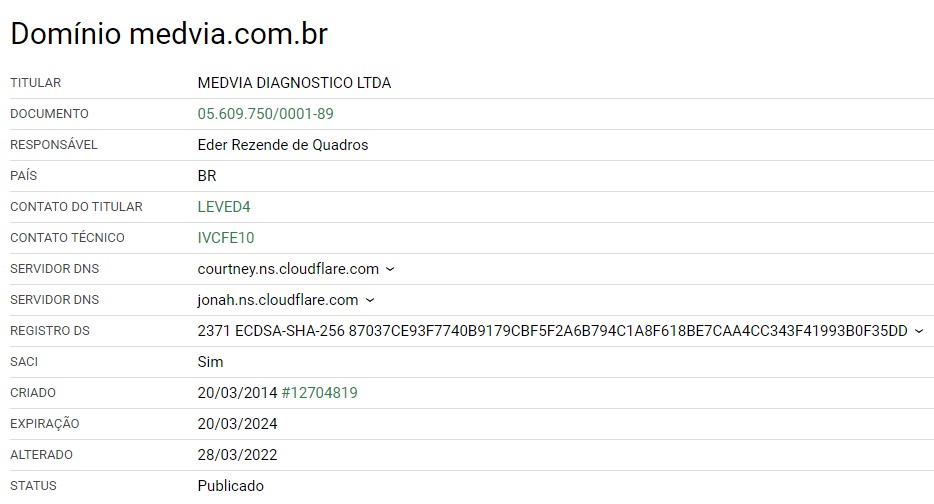 Domínio medvia.com.br
TITULAR MEDVIA DIAGNOSTICO LTDA
DOCUMENTO 05.609.750/0001-89
RESPONSÁVEL Eder Rezende de Quadros
PAÍS BR
CONTATO DO TITULAR LEVED4
CONTATO TÉCNICO IVCFE10
SERVIDOR DNS courtney.ns.cloudflare.com
SERVIDOR DNS jonah.ns.cloudflare.com
REGISTRO DS 2371 ECDSA-SHA-256 87037CE93F7740B9179CBF5F2A6B794C1A8F618BE7CAA4CC343F41993B0F35DD
SACI Sim
CRIADO 20/03/2014 #12704819
EXPIRAÇÃO 20/03/2024
ALTERADO 28/03/2022
STATUS Publicado